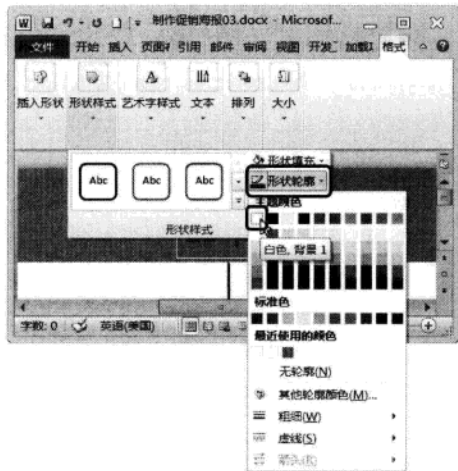 制作促销海报03.docx - Microsof...
文件 开始 插入 页面布 引用 邮件 审阅 视图 开发_ 加载I 格式
插入形状 形状样式 艺术字样式 文本 排列 大小
形状填充
Abc Abc Abc 形状轮廓
主题颜色
形状样式
白色, 背景 1
标准色
最近使用的颜色
字数: 0 英语(美国)
无轮廓(N)
其他轮廓颜色(M)...
粗细(W)
虚线(S)
箭头(R)